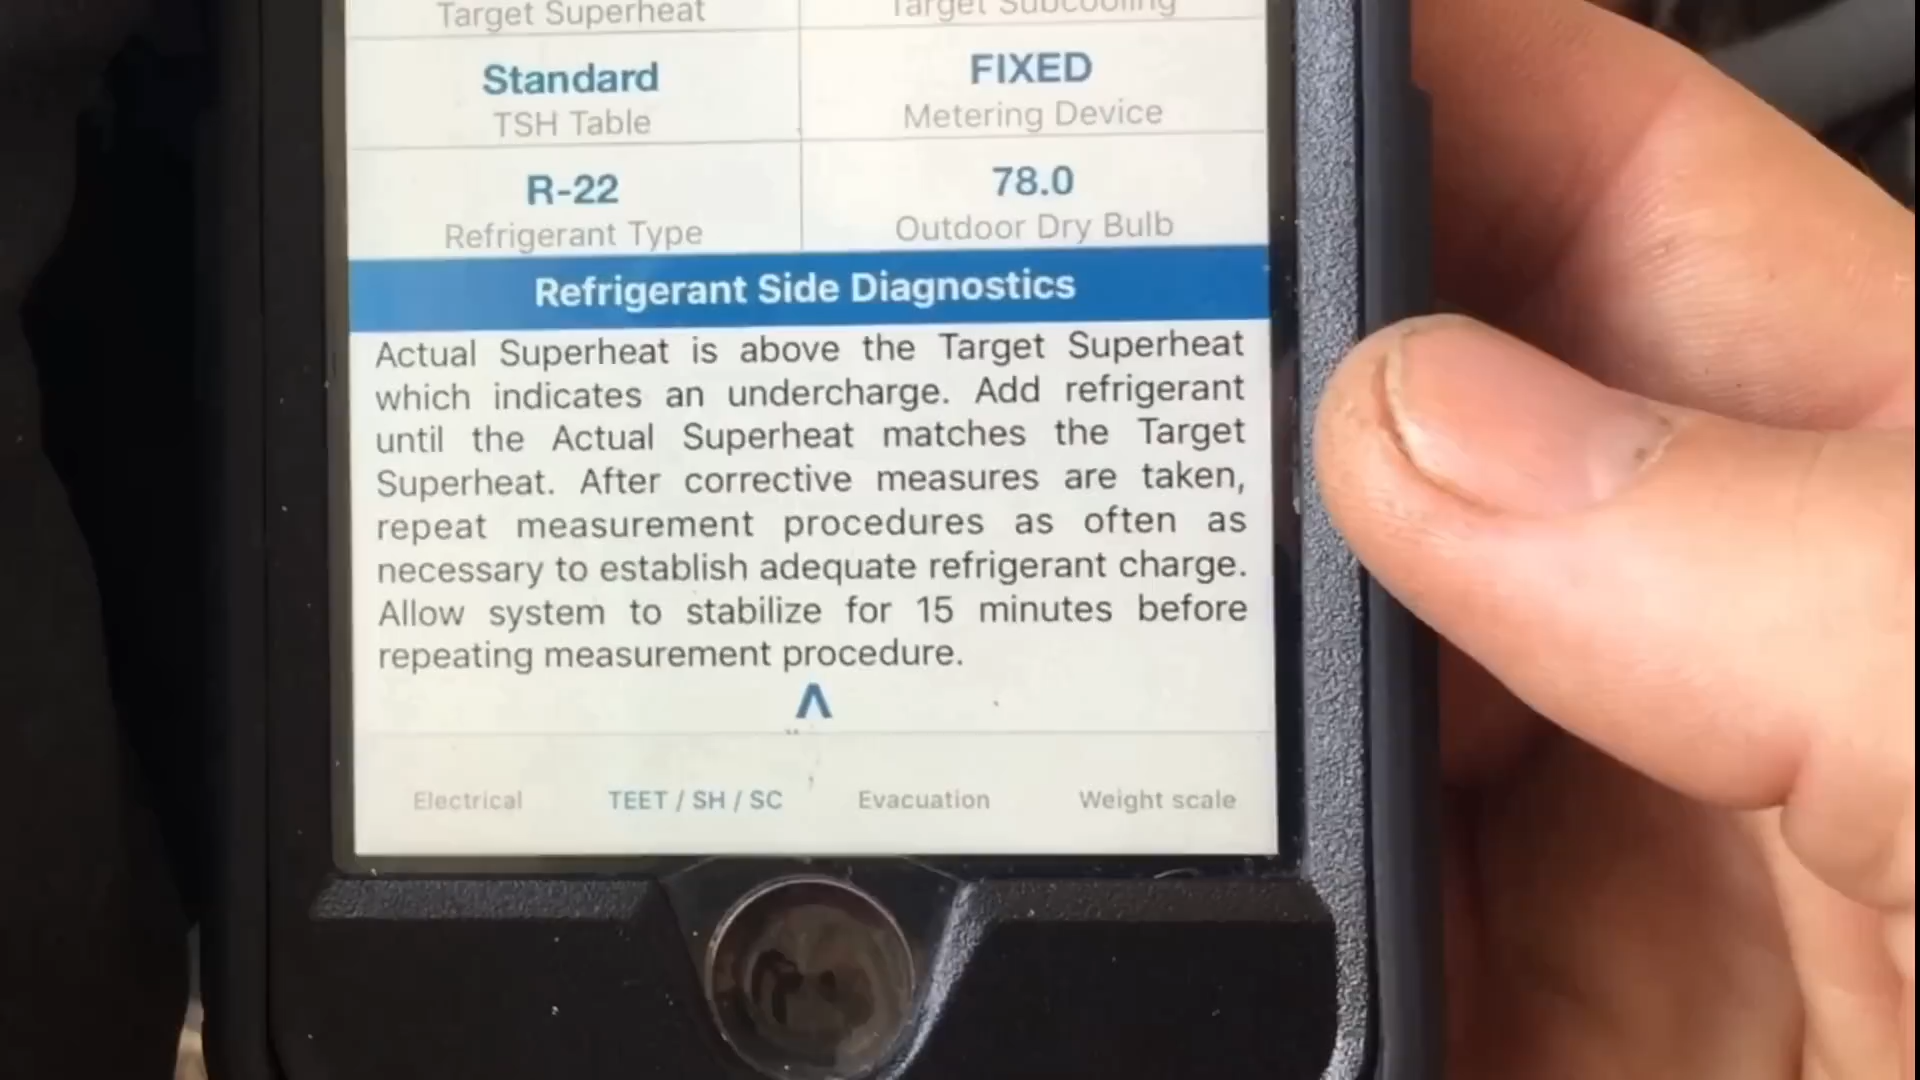 Target Superheat
Target Subcooling
Standard
FIXED
TSH Table
Metering Device
R-22
78.0
Refrigerant Type
Outdoor Dry Bulb
Refrigerant Side Diagnostics
Actual Superheat is above the Target Superheat
which indicates an undercharge. Add refrigerant
until the Actual Superheat matches the Target
Superheat. After corrective measures are taken,
repeat measurement procedures as often as
necessary to establish adequate refrigerant charge.
Allow system to stabilize for 15 minutes before
repeating measurement procedure.
Electrical
TEET / SH / SC
Evacuation
Weight scale